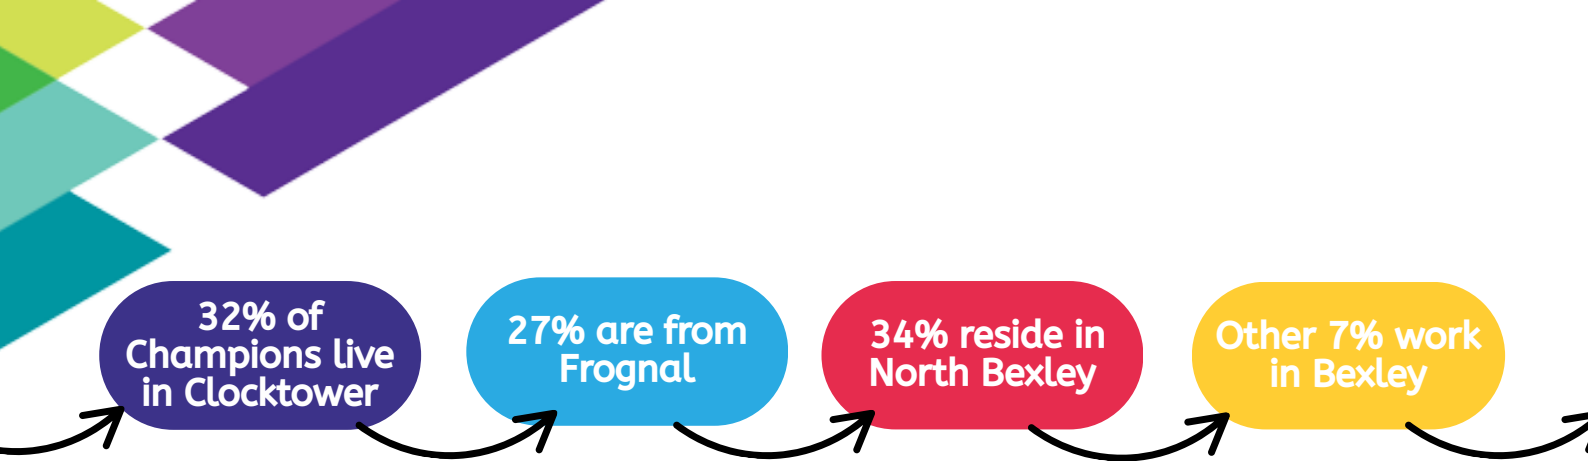 32% of
Champions live
in Clocktower
27% are from
Frognal
34% reside in
North Bexley
Other 7% work
in Bexley